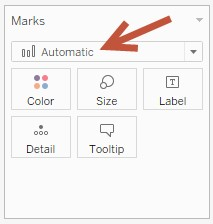 Marks
Automatic
Color Size Label
Detail Tooltip